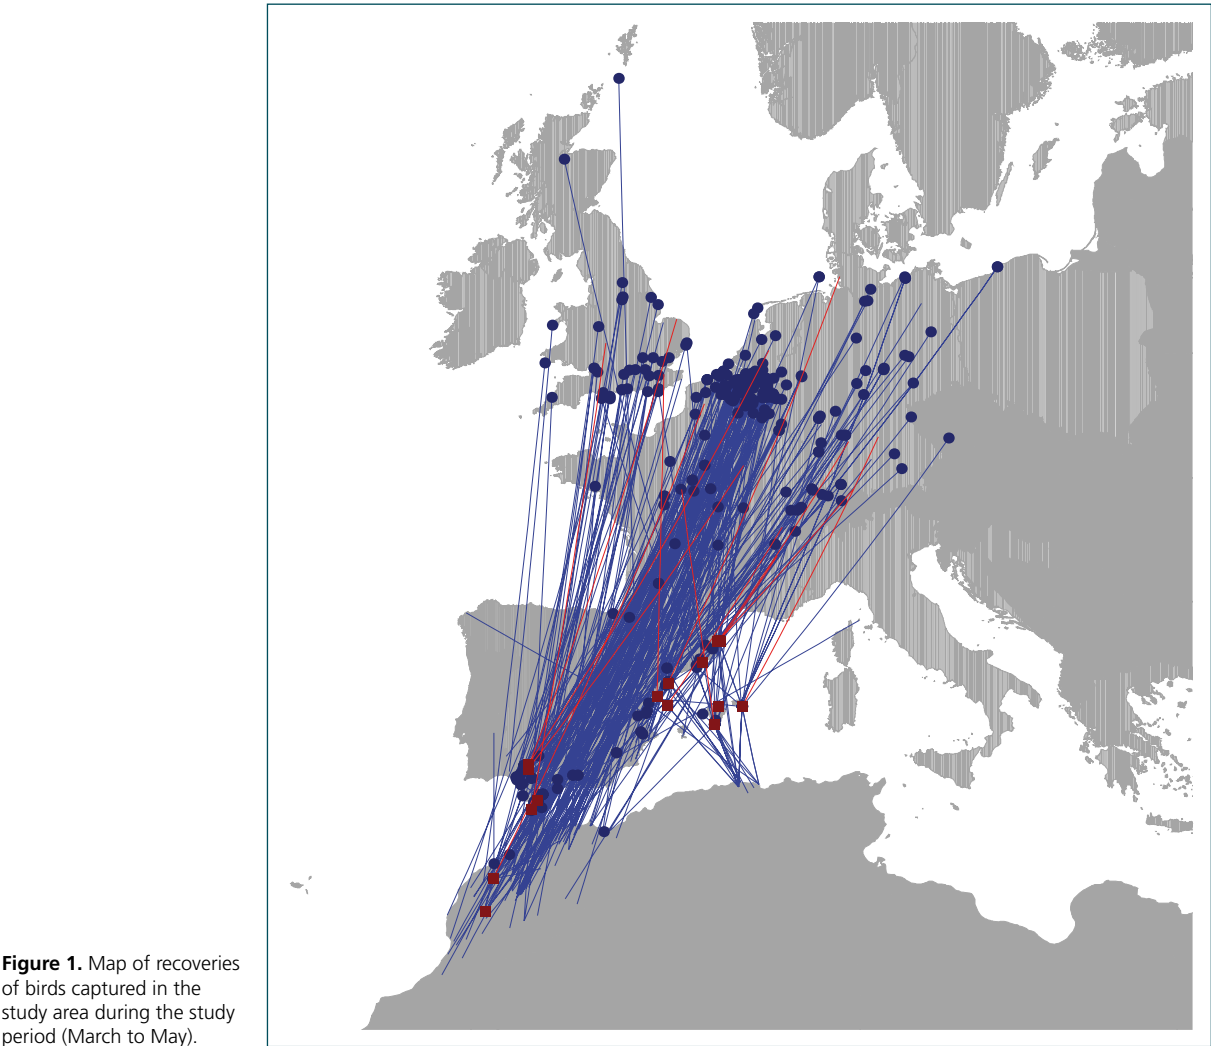 Figure 1. Map of recoveries
of birds captured in the
study area during the study
period (March to May).